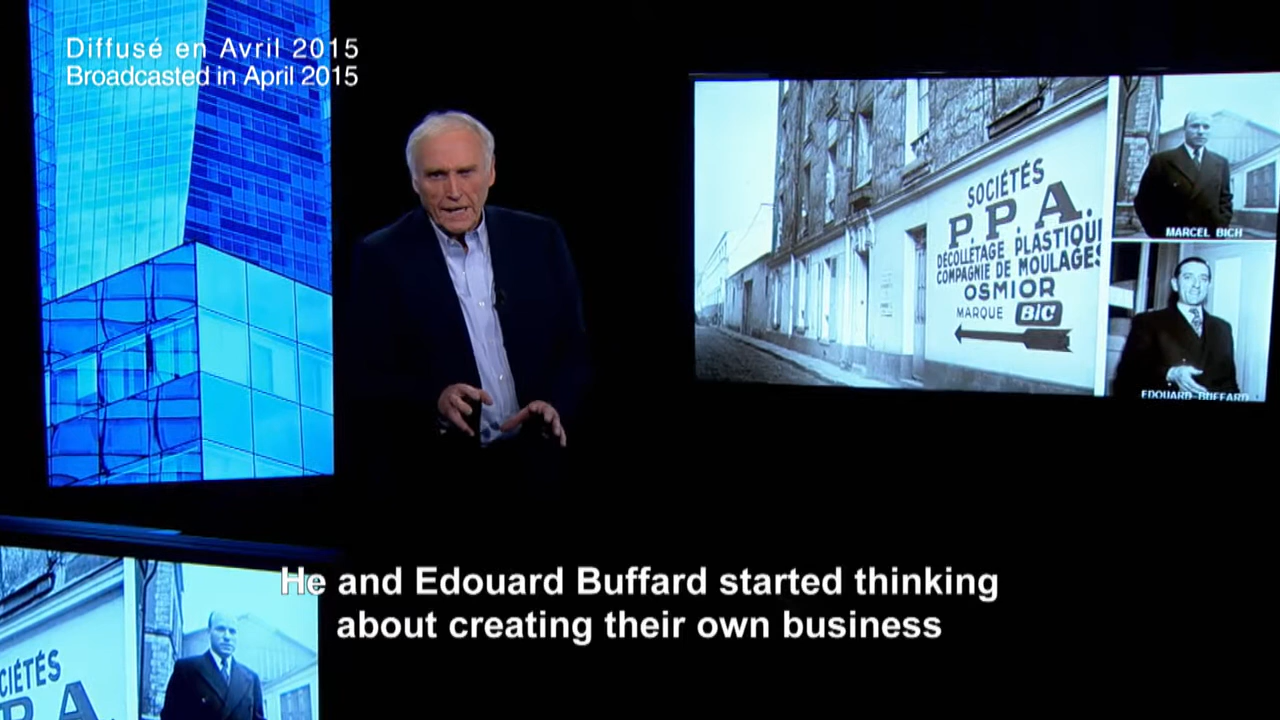 Diffusé en Avril 2015
Broadcasted in April 2015
SOCIÉTÉS
P.P.A.
DÉCOLLETAGE PLASTIQUE
COMPAGNIE DE MOULAGES
OSMIOR
MARQUE BIC
MARCEL BICH
EDOUARD BUFFARD
CIÉTÉS
P.A.
He and Edouard Buffard started thinking
about creating their own business